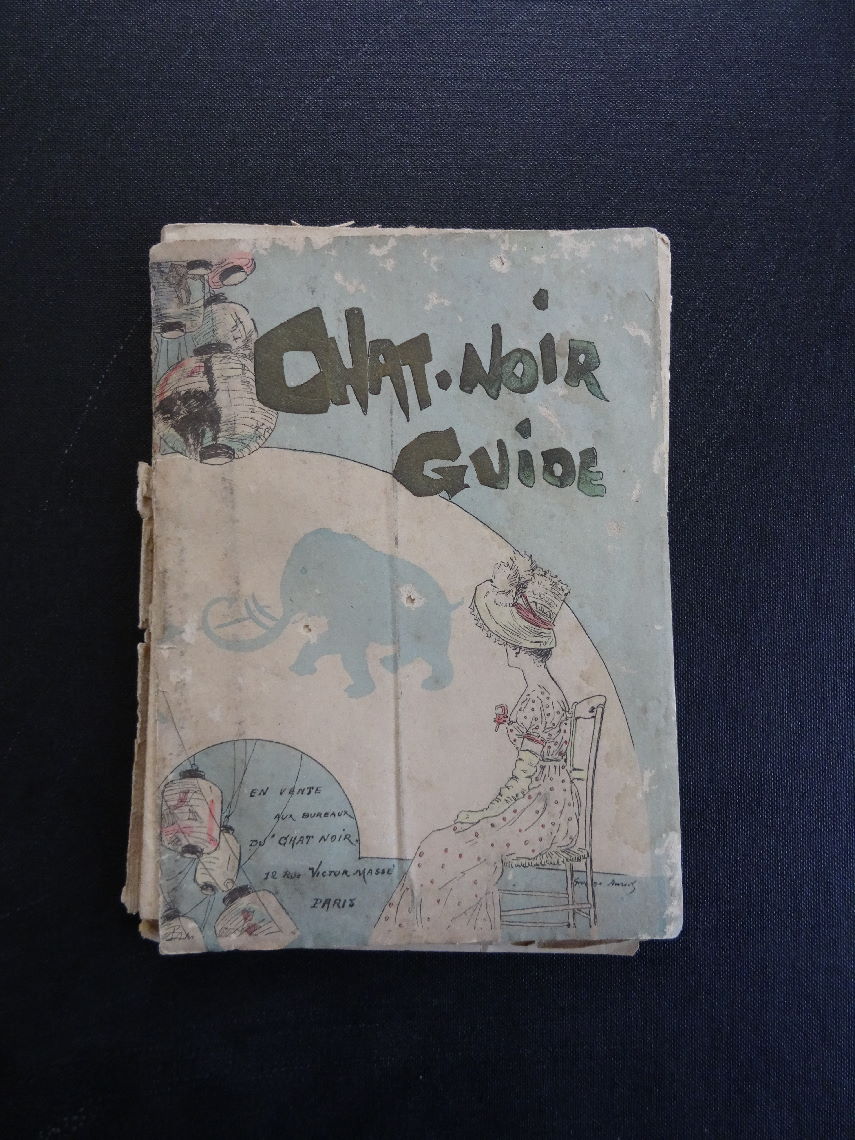 CHAT-NOIR
GUIDE
EN VENTE
AUX BUREAUX
DU "CHAT NOIR.
12 Rue VICTOR MASSÉ
PARIS